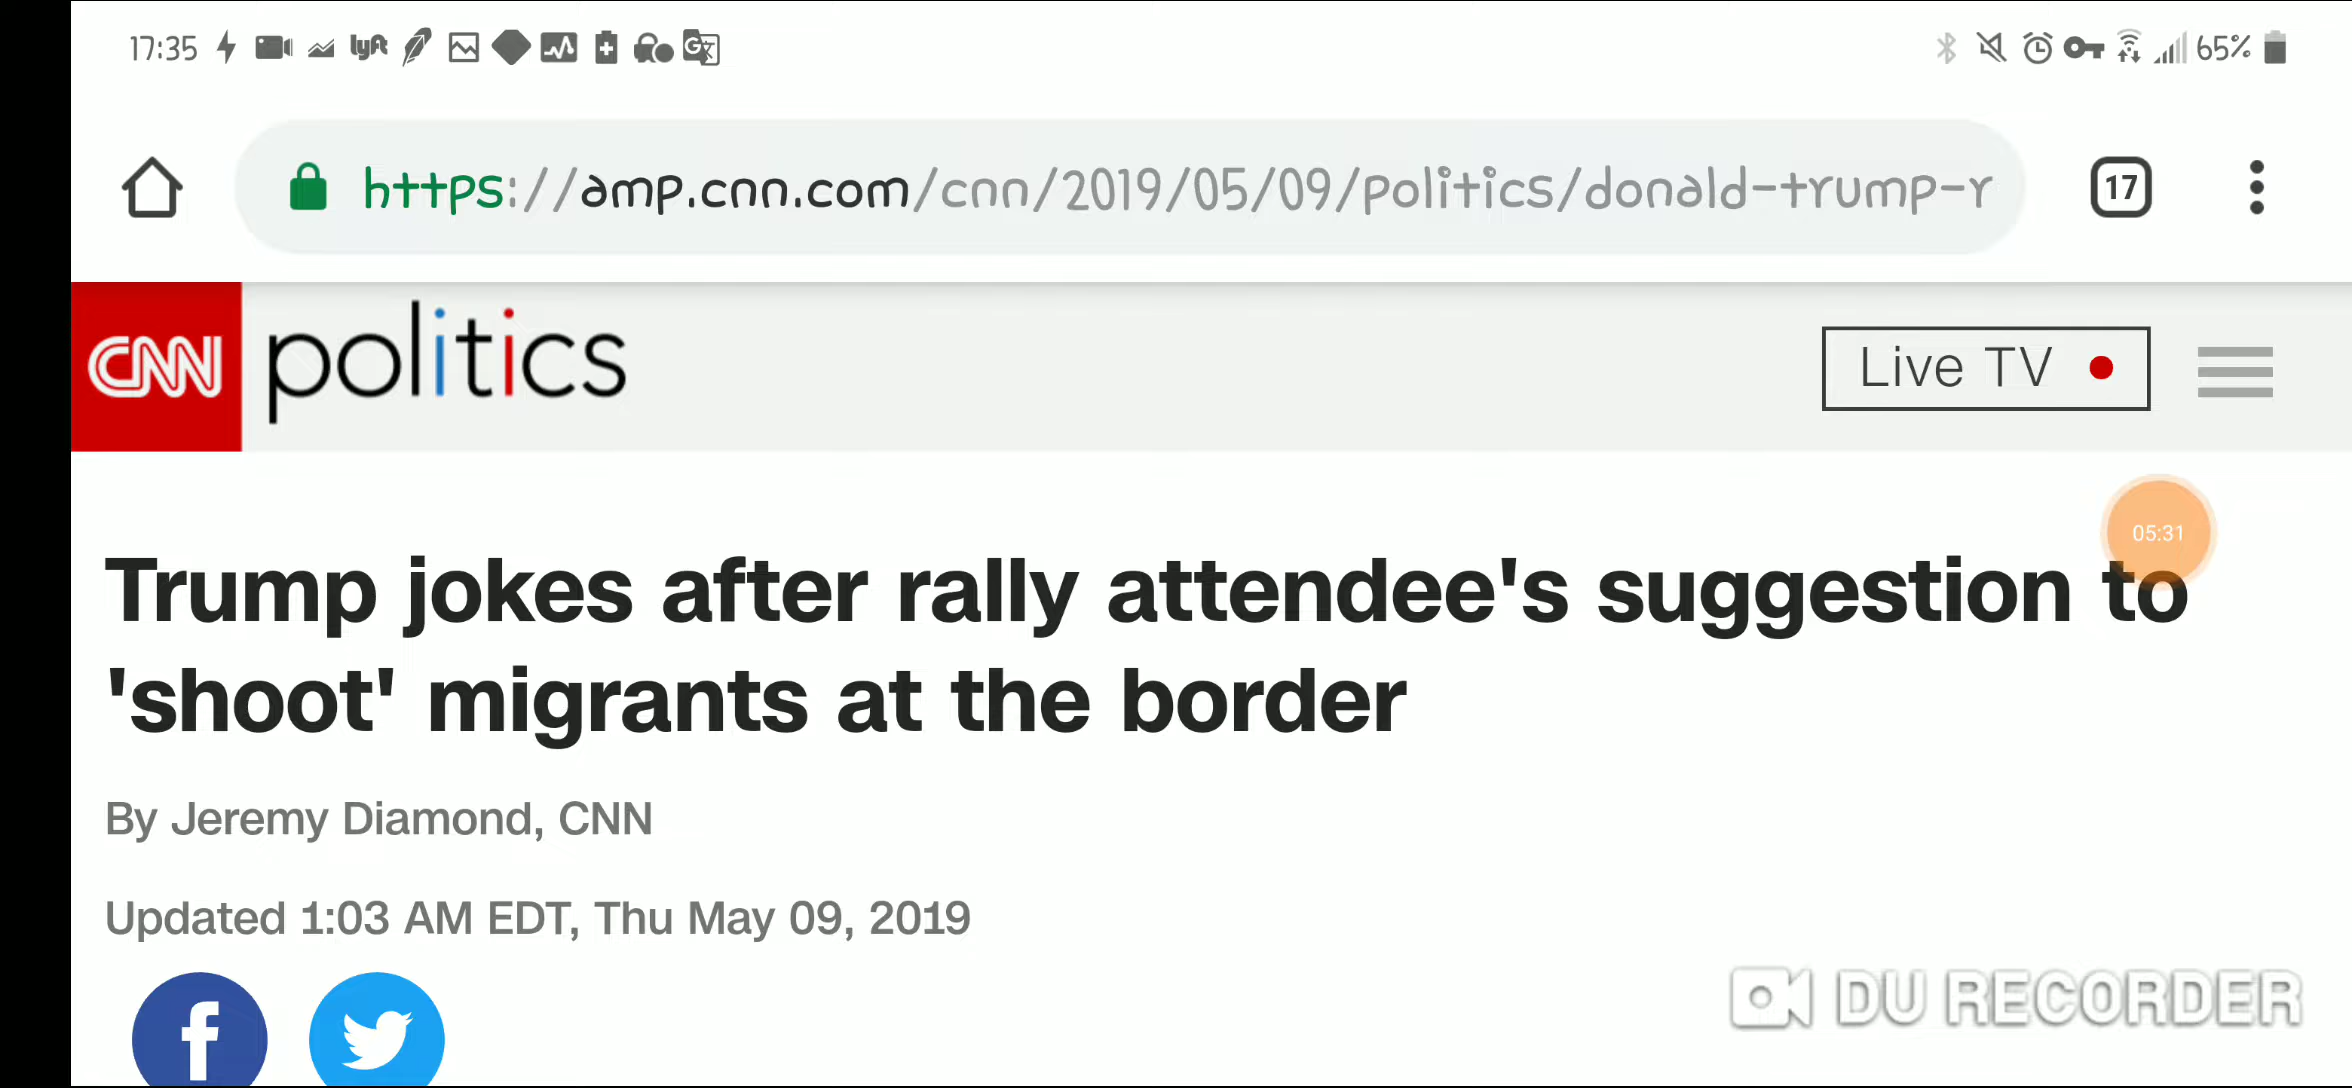 17:35 lyft 65%
https://amp.cnn.com/cnn/2019/05/09/politics/donald-trump-r 17
CNN politics Live TV
05:31
Trump jokes after rally attendee's suggestion to
'shoot' migrants at the border
By Jeremy Diamond, CNN
Updated 1:03 AM EDT, Thu May 09, 2019
DU RECORDER